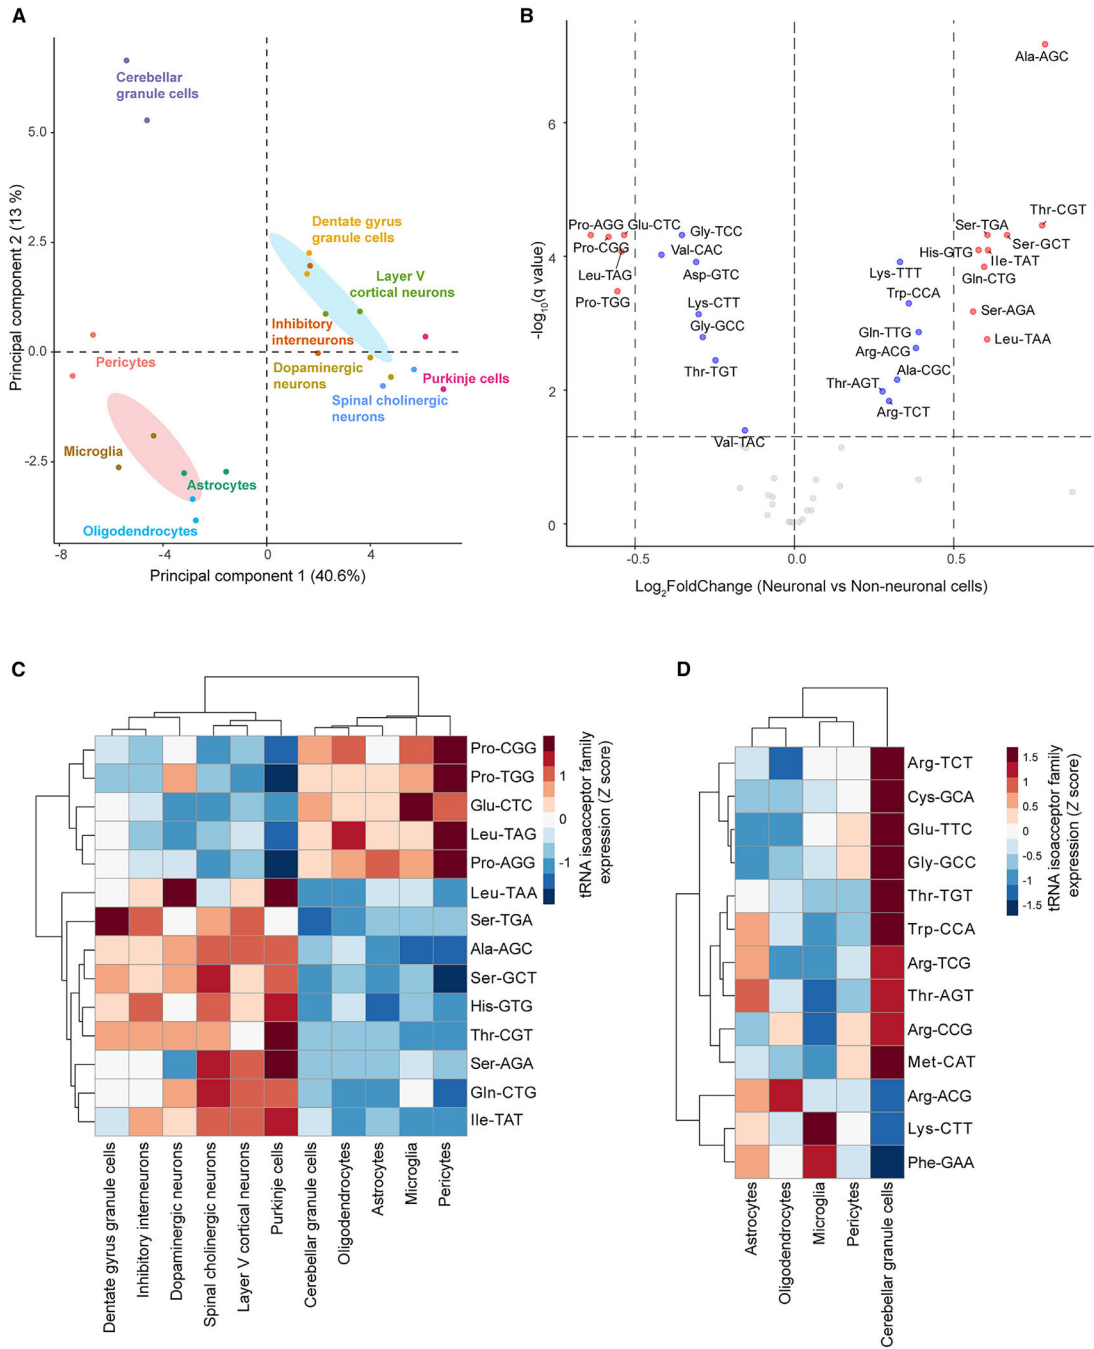 A
Principal component 2 (13 %)
5.0
2.5
0.0
-2.5
Cerebellar
granule cells
Dentate gyrus
granule cells
Layer V
cortical neurons
Inhibitory
interneurons
Dopaminergic
neurons
Purkinje cells
Spinal cholinergic
neurons
Pericytes
Microglia
Astrocytes
Oligodendrocytes
-8
-4
0
4
Principal component 1 (40.6%)
B
-log10(q value)
6
4
2
0
Ala-AGC
Thr-CGT
Pro-AGG
Glu-CTC
Gly-TCC
Ser-TGA
Ser-GCT
Pro-CGG
Val-CAC
His-GTG
Ile-TAT
Leu-TAG
Asp-GTC
Lys-TTT
Gln-CTG
Pro-TGG
Lys-CTT
Trp-CCA
Ser-AGA
Gly-GCC
Gln-TTG
Leu-TAA
Arg-ACG
Thr-TGT
Ala-CGC
Thr-AGT
Arg-TCT
Val-TAC
-0.5
0.0
0.5
Log2FoldChange (Neuronal vs Non-neuronal cells)
C
Pro-CGG
Pro-TGG
Glu-CTC
Leu-TAG
Pro-AGG
Leu-TAA
Ser-TGA
Ala-AGC
Ser-GCT
His-GTG
Thr-CGT
Ser-AGA
Gln-CTG
Ile-TAT
1
0
-1
tRNA isoacceptor family
expression (Z score)
Dentate gyrus granule cells
Inhibitory interneurons
Dopaminergic neurons
Spinal cholinergic neurons
Layer V cortical neurons
Purkinje cells
Cerebellar granule cells
Oligodendrocytes
Astrocytes
Microglia
Pericytes
D
Arg-TCT
Cys-GCA
Glu-TTC
Gly-GCC
Thr-TGT
Trp-CCA
Arg-TCG
Thr-AGT
Arg-CCG
Met-CAT
Arg-ACG
Lys-CTT
Phe-GAA
1.5
1
0.5
0
-0.5
-1
-1.5
tRNA isoacceptor family
expression (Z score)
Astrocytes
Oligodendrocytes
Microglia
Pericytes
Cerebellar granule cells